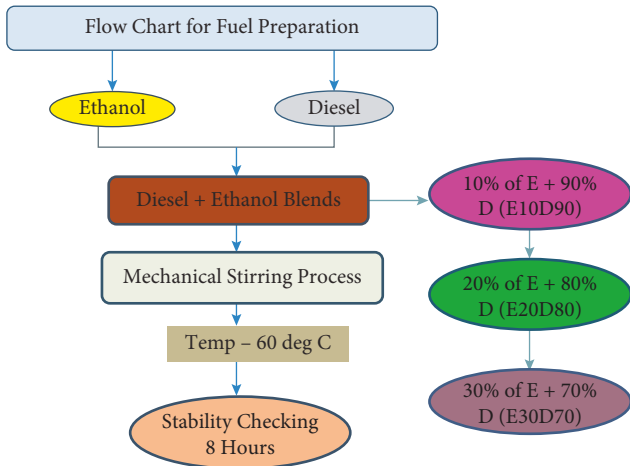 Flow Chart for Fuel Preparation
Ethanol
Diesel
Diesel + Ethanol Blends
10% of E + 90%
D (E10D90)
Mechanical Stirring Process
20% of E + 80%
D (E20D80)
Temp – 60 deg C
30% of E + 70%
D (E30D70)
Stability Checking
8 Hours